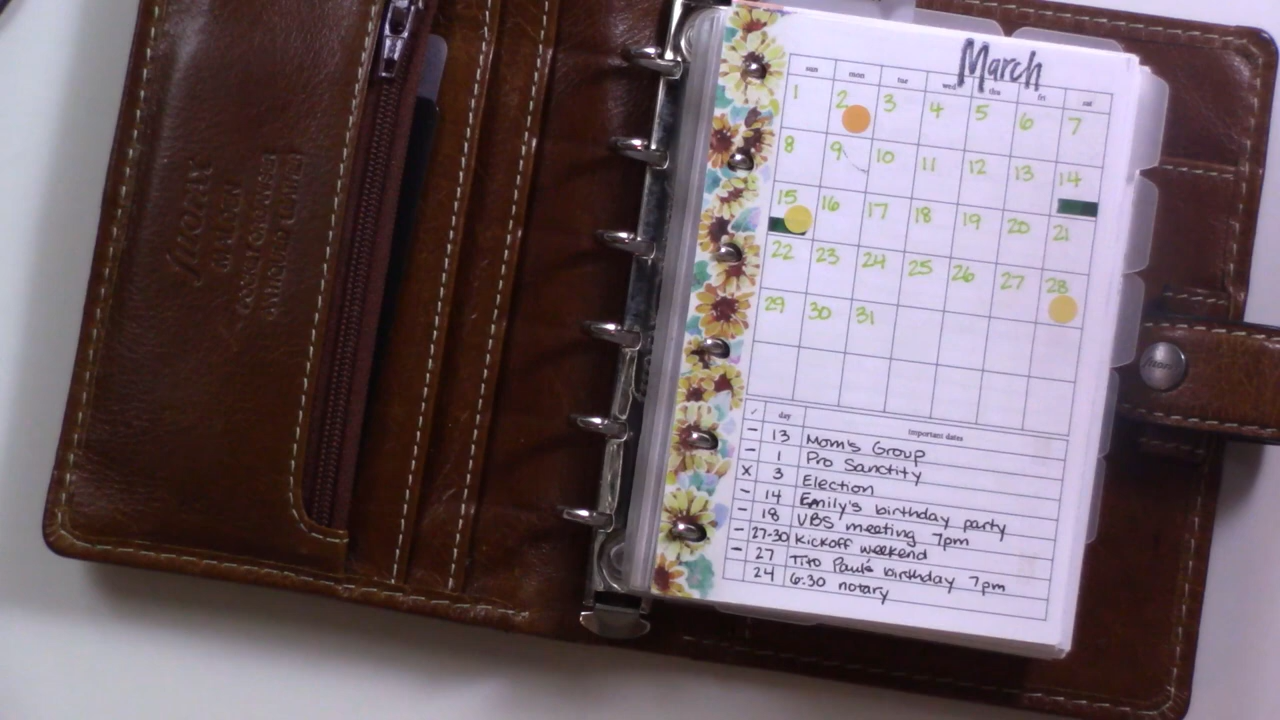 March
sun mon tue wed thu fri sat
1 2 3 4 5 6 7
8 9 10 11 12 13 14
15 16 17 18 19 20 21
22 23 24 25 26 27 28
29 30 31
✓ day important dates
- 13 Mom's Group
- 1 Pro Sanctity
x 3 Election
- 14 Emily's birthday party
- 18 VBS meeting 7pm
- 27-30 Kickoff weekend
- 27 Tito Paul's birthday 7pm
24 6:30 notary
filofax
MALDEN